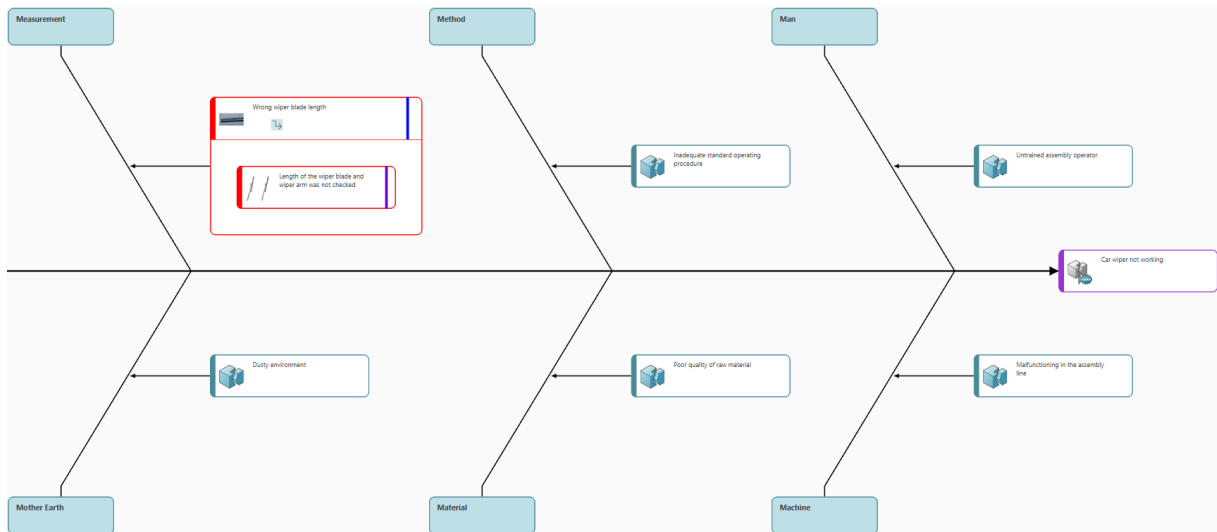 Measurement
Method
Man
Wrong wiper blade length
Length of the wiper blade and
wiper arm was not checked
Inadequate standard operating
procedure
Untrained assembly operator
Car wiper not working
Dusty environment
Poor quality of raw material
Malfunctioning in the assembly
line
Mother Earth
Material
Machine